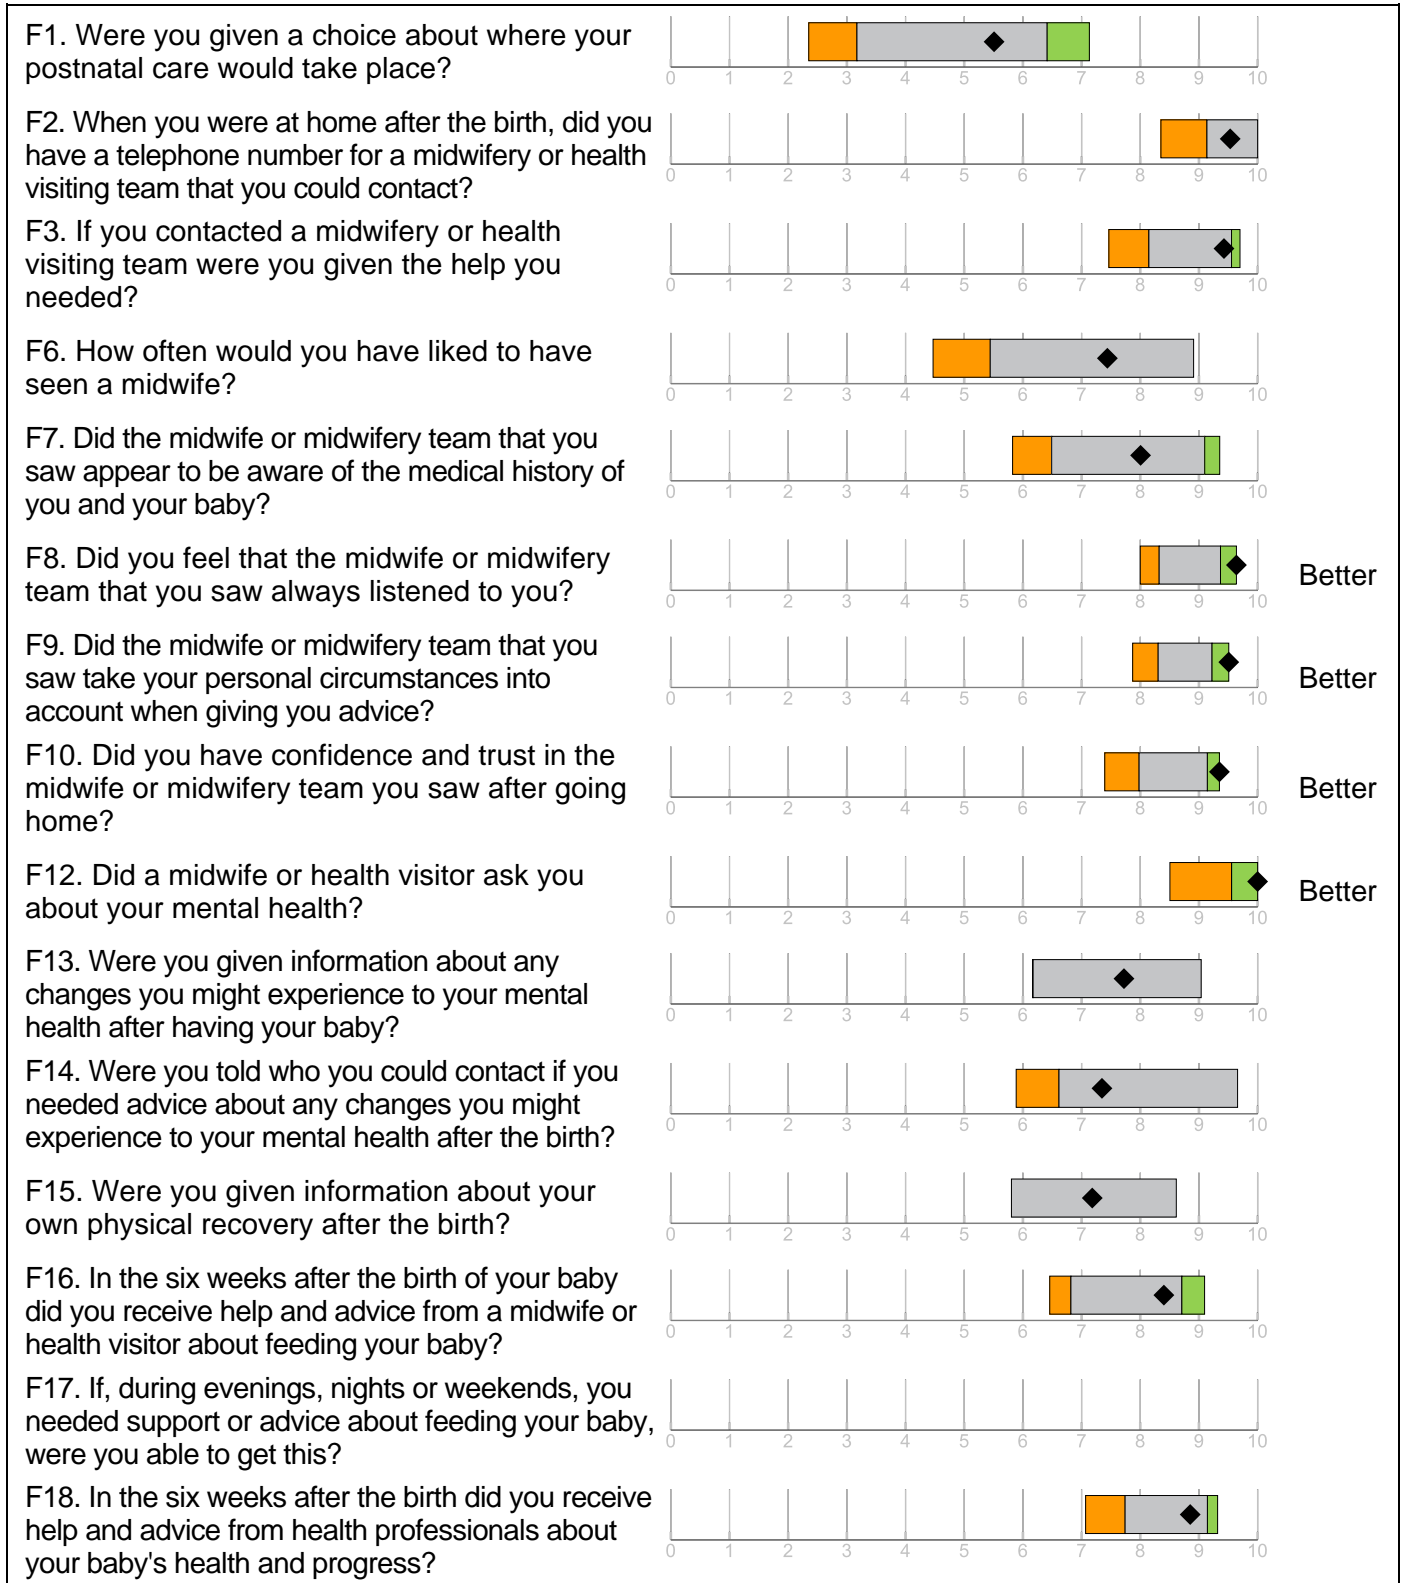 F1. Were you given a choice about where your
postnatal care would take place?
0 1 2 3 4 5 6 7 8 9 10
F2. When you were at home after the birth, did you
have a telephone number for a midwifery or health
visiting team that you could contact?
0 1 2 3 4 5 6 7 8 9 10
F3. If you contacted a midwifery or health
visiting team were you given the help you
needed?
0 1 2 3 4 5 6 7 8 9 10
F6. How often would you have liked to have
seen a midwife?
0 1 2 3 4 5 6 7 8 9 10
F7. Did the midwife or midwifery team that you
saw appear to be aware of the medical history of
you and your baby?
0 1 2 3 4 5 6 7 8 9 10
F8. Did you feel that the midwife or midwifery
team that you saw always listened to you?
0 1 2 3 4 5 6 7 8 9 10
Better
F9. Did the midwife or midwifery team that you
saw take your personal circumstances into
account when giving you advice?
0 1 2 3 4 5 6 7 8 9 10
Better
F10. Did you have confidence and trust in the
midwife or midwifery team you saw after going
home?
0 1 2 3 4 5 6 7 8 9 10
Better
F12. Did a midwife or health visitor ask you
about your mental health?
0 1 2 3 4 5 6 7 8 9 10
Better
F13. Were you given information about any
changes you might experience to your mental
health after having your baby?
0 1 2 3 4 5 6 7 8 9 10
F14. Were you told who you could contact if you
needed advice about any changes you might
experience to your mental health after the birth?
0 1 2 3 4 5 6 7 8 9 10
F15. Were you given information about your
own physical recovery after the birth?
0 1 2 3 4 5 6 7 8 9 10
F16. In the six weeks after the birth of your baby
did you receive help and advice from a midwife or
health visitor about feeding your baby?
0 1 2 3 4 5 6 7 8 9 10
F17. If, during evenings, nights or weekends, you
needed support or advice about feeding your baby,
were you able to get this?
0 1 2 3 4 5 6 7 8 9 10
F18. In the six weeks after the birth did you receive
help and advice from health professionals about
your baby's health and progress?
0 1 2 3 4 5 6 7 8 9 10